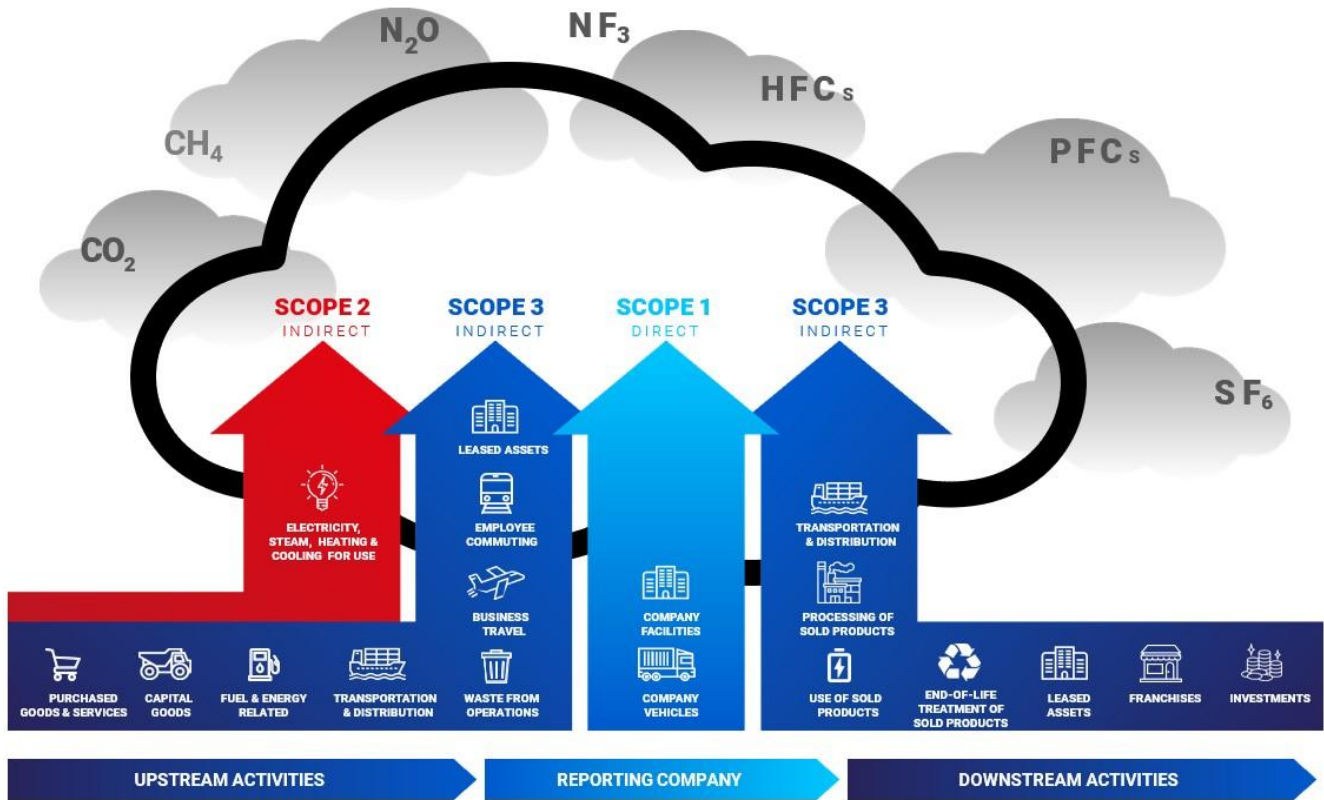 N₂O
NF₃
HFCs
CH₄
PFCs
CO₂
SF₆
SCOPE 2
INDIRECT
SCOPE 3
INDIRECT
SCOPE 1
DIRECT
SCOPE 3
INDIRECT
ELECTRICITY,
STEAM, HEATING &
COOLING FOR USE
LEASED ASSETS
EMPLOYEE
COMMUTING
BUSINESS
TRAVEL
COMPANY
FACILITIES
TRANSPORTATION
& DISTRIBUTION
PROCESSING OF
SOLD PRODUCTS
PURCHASED
GOODS & SERVICES
CAPITAL
GOODS
FUEL & ENERGY
RELATED
TRANSPORTATION
& DISTRIBUTION
WASTE FROM
OPERATIONS
COMPANY
VEHICLES
USE OF SOLD
PRODUCTS
END-OF-LIFE
TREATMENT OF
SOLD PRODUCTS
LEASED
ASSETS
FRANCHISES
INVESTMENTS
UPSTREAM ACTIVITIES
REPORTING COMPANY
DOWNSTREAM ACTIVITIES